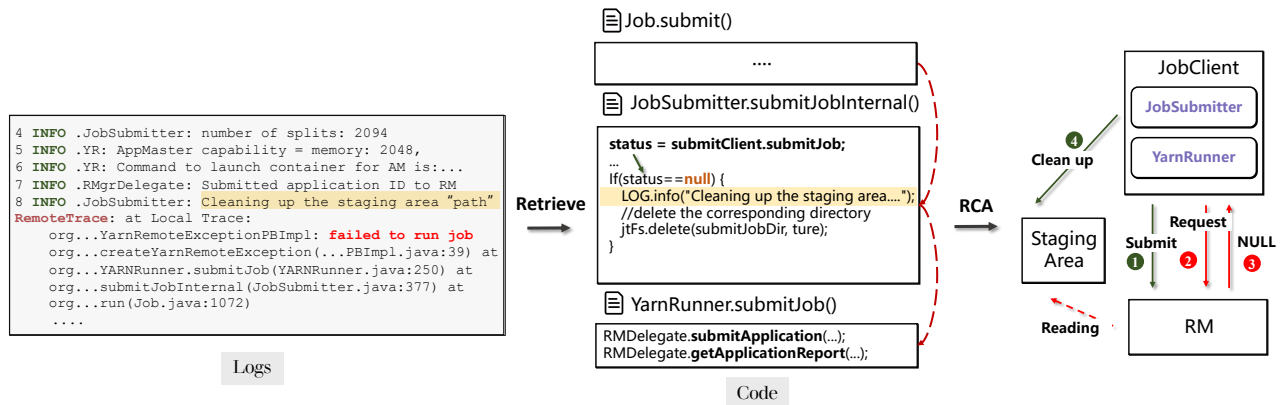 4 INFO .JobSubmitter: number of splits: 2094
5 INFO .YR: AppMaster capability = memory: 2048,
6 INFO .YR: Command to launch container for AM is:...
7 INFO .RMgrDelegate: Submitted application ID to RM
8 INFO .JobSubmitter: Cleaning up the staging area “path”
RemoteTrace: at Local Trace:
org...YarnRemoteExceptionPBImpl: failed to run job
org...createYarnRemoteException(...PBImpl.java:39) at
org...YARNRunner.submitJob(YARNRunner.java:250) at
org...submitJobInternal(JobSubmitter.java:377) at
org...run(Job.java:1072)
....
Logs
Retrieve
Job.submit()
....
JobSubmitter.submitJobInternal()
status = submitClient.submitJob;
...
If(status==null) {
LOG.info("Cleaning up the staging area....");
//delete the corresponding directory
jtFs.delete(submitJobDir, ture);
}
YarnRunner.submitJob()
RMDelegate.submitApplication(...);
RMDelegate.getApplicationReport(...);
Code
RCA
JobClient
JobSubmitter
YarnRunner
4
Clean up
Staging
Area
Submit
1
Request
2
NULL
3
Reading
RM